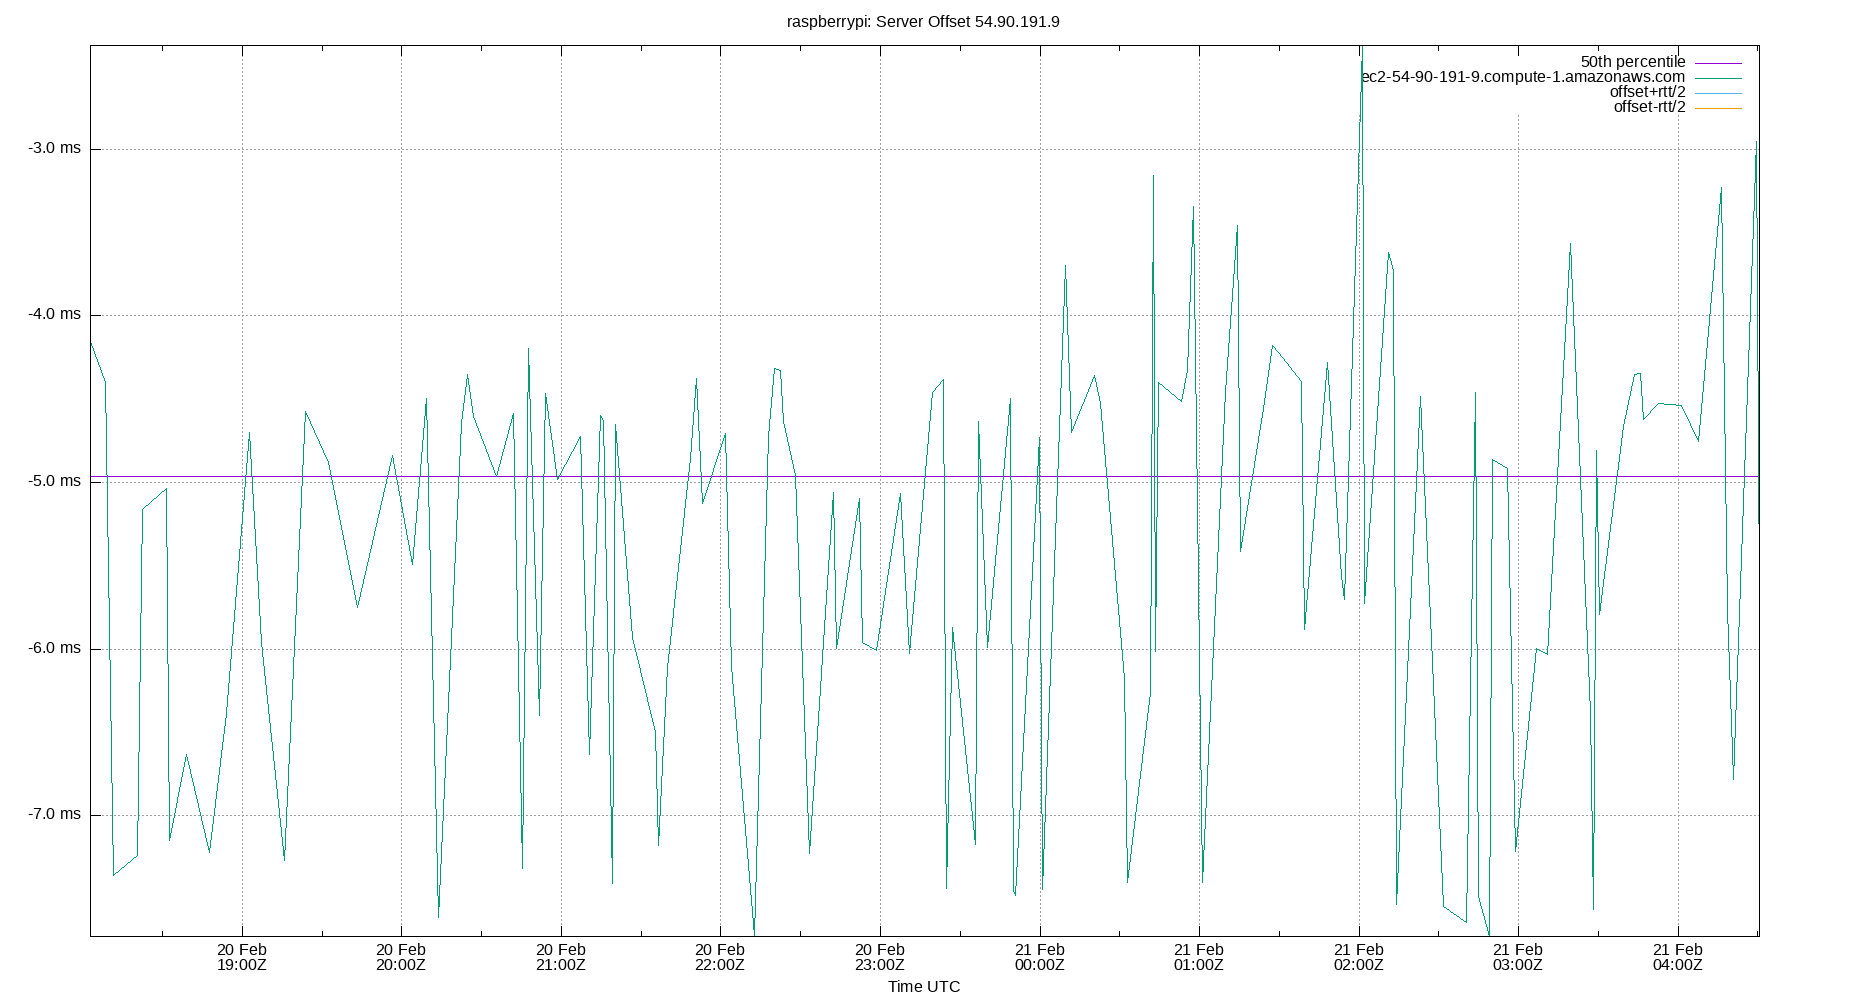 raspberrypi: Server Offset 54.90.191.9
50th percentile
ec2-54-90-191-9.compute-1.amazonaws.com
offset+rtt/2
offset-rtt/2
-3.0 ms
-4.0 ms
-5.0 ms
-6.0 ms
-7.0 ms
20 Feb 20 Feb 20 Feb 20 Feb 20 Feb 21 Feb 21 Feb 21 Feb 21 Feb 21 Feb
19:00Z 20:00Z 21:00Z 22:00Z 23:00Z 00:00Z 01:00Z 02:00Z 03:00Z 04:00Z
Time UTC